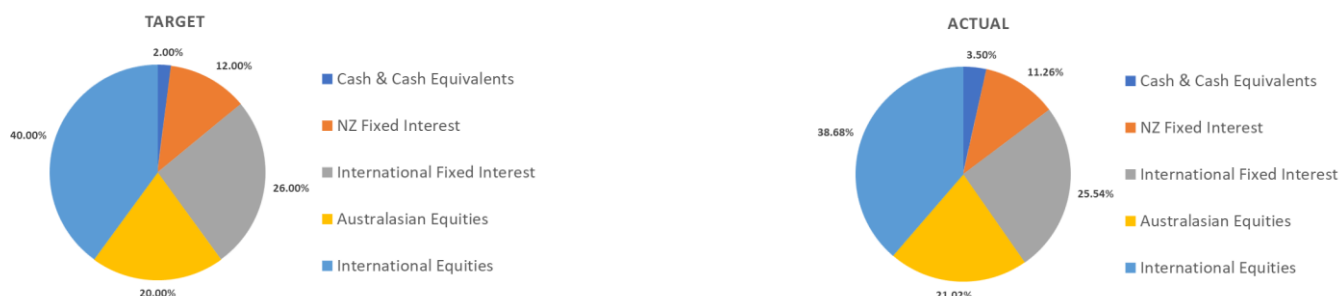 TARGET
2.00%
12.00%
40.00%
26.00%
20.00%
Cash & Cash Equivalents
NZ Fixed Interest
International Fixed Interest
Australasian Equities
International Equities
ACTUAL
3.50%
11.26%
38.68%
25.54%
21.02%
Cash & Cash Equivalents
NZ Fixed Interest
International Fixed Interest
Australasian Equities
International Equities